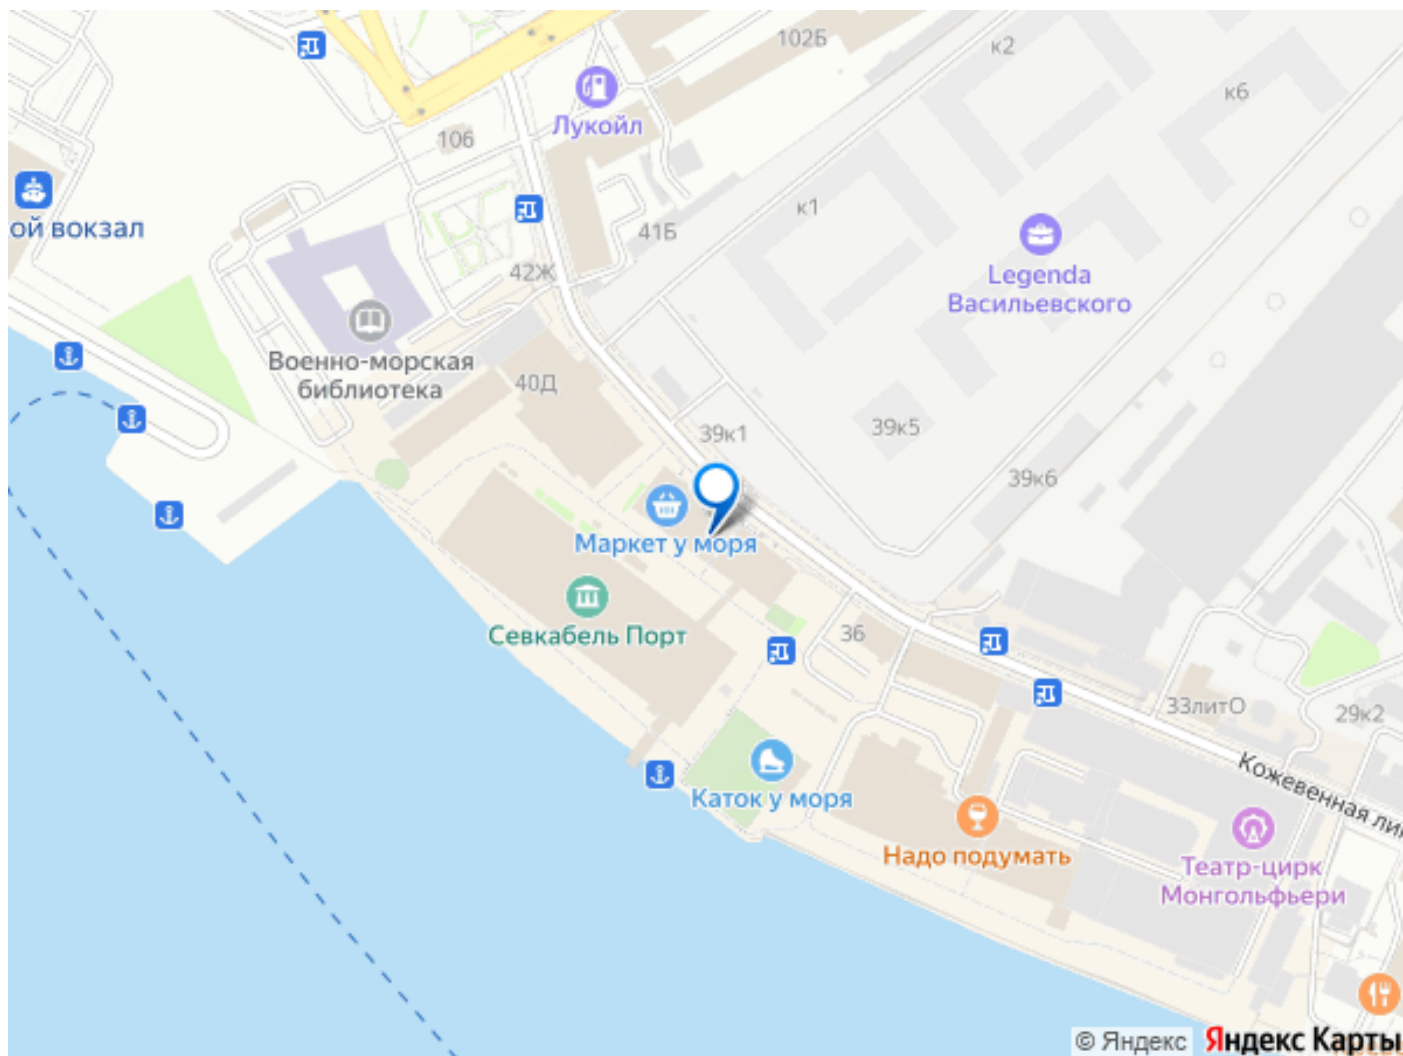 102Б
к2
к6
Лукойл
106
ой вокзал
к1
41Б
42Ж
Legenda
Васильевского
Военно-морская
библиотека
40Д
39к1
39к5
39к6
Маркет у моря
Севкабель Порт
36
33литО
29к2
Кожевенная лин
Каток у моря
Надо подумать
Театр-цирк
Монгольфьери
© Яндекс Яндекс Карты